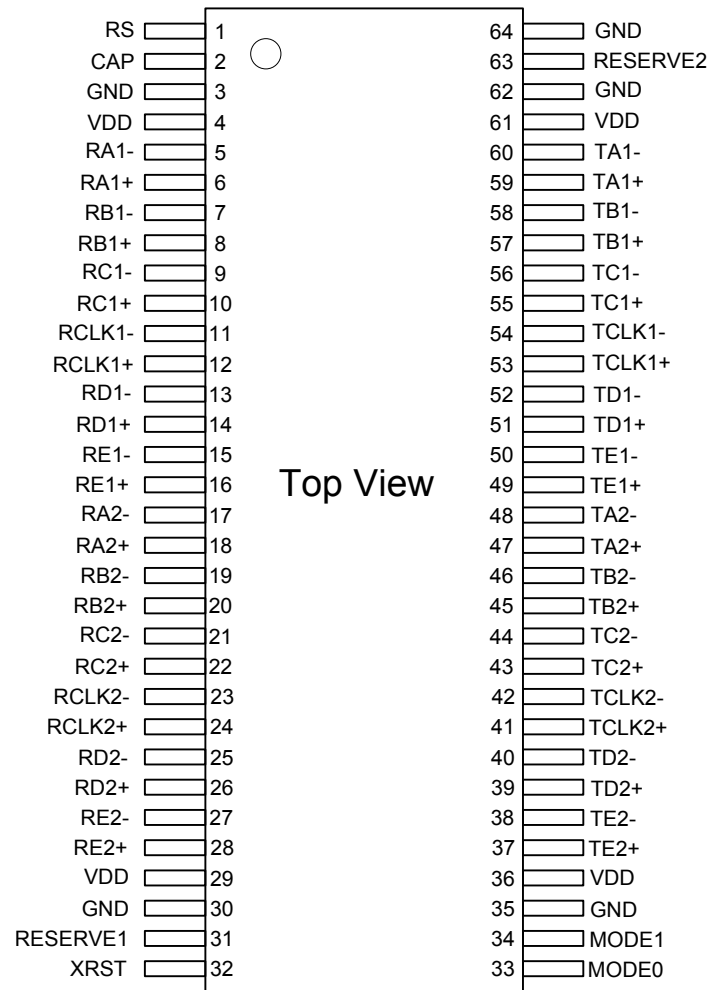 RS 1 64 GND
CAP 2 63 RESERVE2
GND 3 62 GND
VDD 4 61 VDD
RA1- 5 60 TA1-
RA1+ 6 59 TA1+
RB1- 7 58 TB1-
RB1+ 8 57 TB1+
RC1- 9 56 TC1-
RC1+ 10 55 TC1+
RCLK1- 11 54 TCLK1-
RCLK1+ 12 53 TCLK1+
RD1- 13 52 TD1-
RD1+ 14 51 TD1+
RE1- 15 50 TE1-
RE1+ 16 Top View 49 TE1+
RA2- 17 48 TA2-
RA2+ 18 47 TA2+
RB2- 19 46 TB2-
RB2+ 20 45 TB2+
RC2- 21 44 TC2-
RC2+ 22 43 TC2+
RCLK2- 23 42 TCLK2-
RCLK2+ 24 41 TCLK2+
RD2- 25 40 TD2-
RD2+ 26 39 TD2+
RE2- 27 38 TE2-
RE2+ 28 37 TE2+
VDD 29 36 VDD
GND 30 35 GND
RESERVE1 31 34 MODE1
XRST 32 33 MODE0